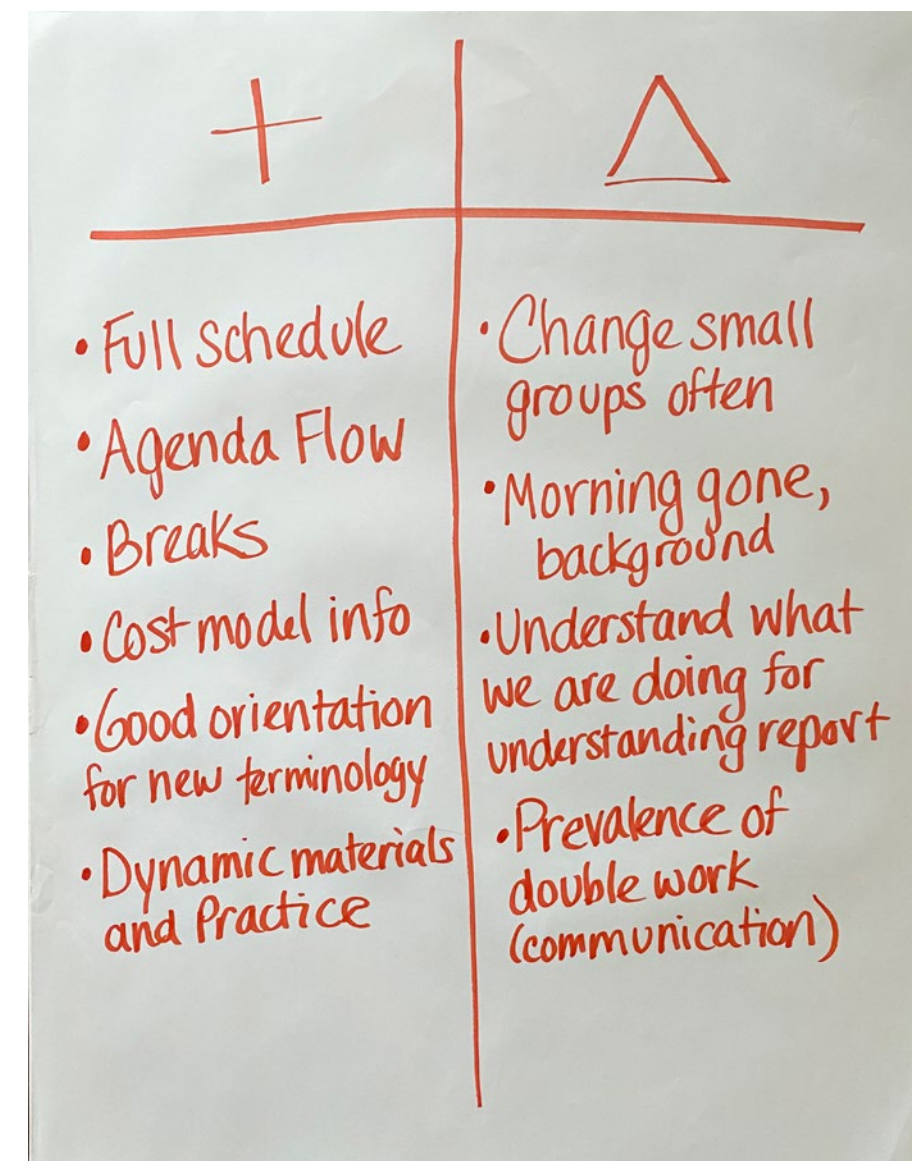 +
• Full schedule
• Agenda Flow
• Breaks
• Cost model info
• Good orientation
for new terminology
• Dynamic materials
and Practice
Δ
• Change small
groups often
• Morning gone,
background
• Understand what
we are doing for
understanding report
• Prevalence of
double work
(communication)